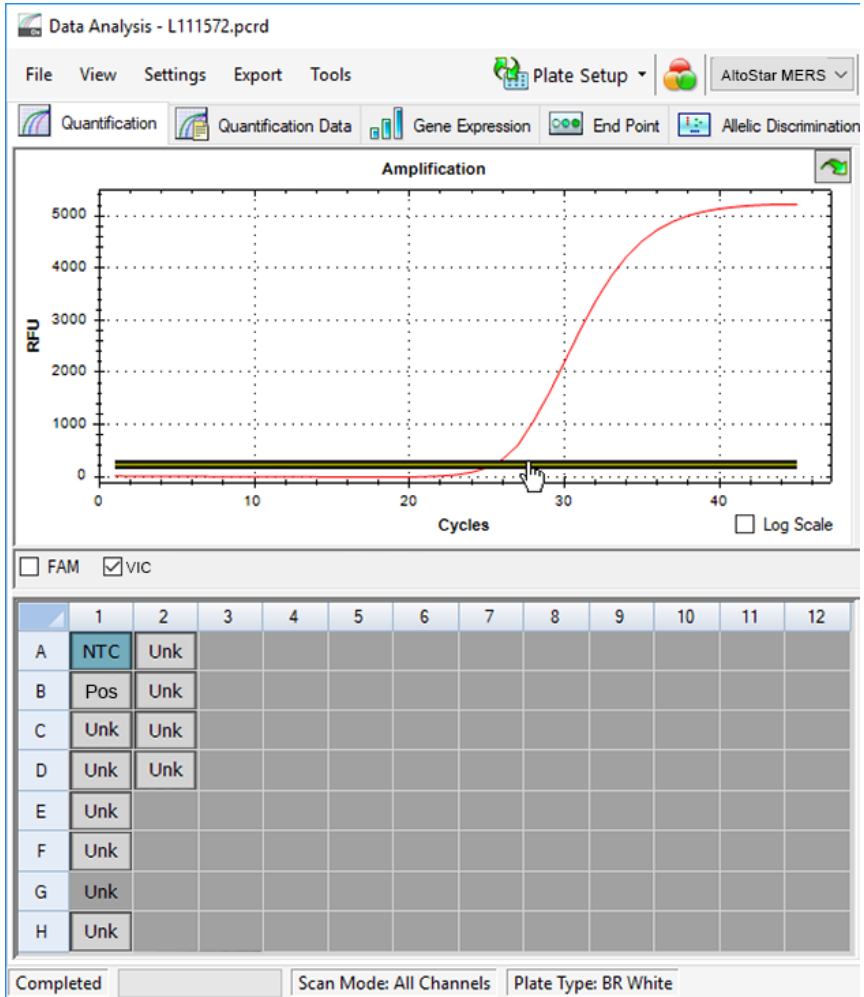 Data Analysis - L111572.pcrd
File View Settings Export Tools Plate Setup AltoStar MERS
Quantification Quantification Data Gene Expression End Point Allelic Discrimination
Amplification
5000
4000
3000
2000
1000
0
RFU
0 10 20 30 40
Cycles
Log Scale
FAM VIC
1 2 3 4 5 6 7 8 9 10 11 12
A NTC Unk
B Pos Unk
C Unk Unk
D Unk Unk
E Unk
F Unk
G Unk
H Unk
Completed Scan Mode: All Channels Plate Type: BR White